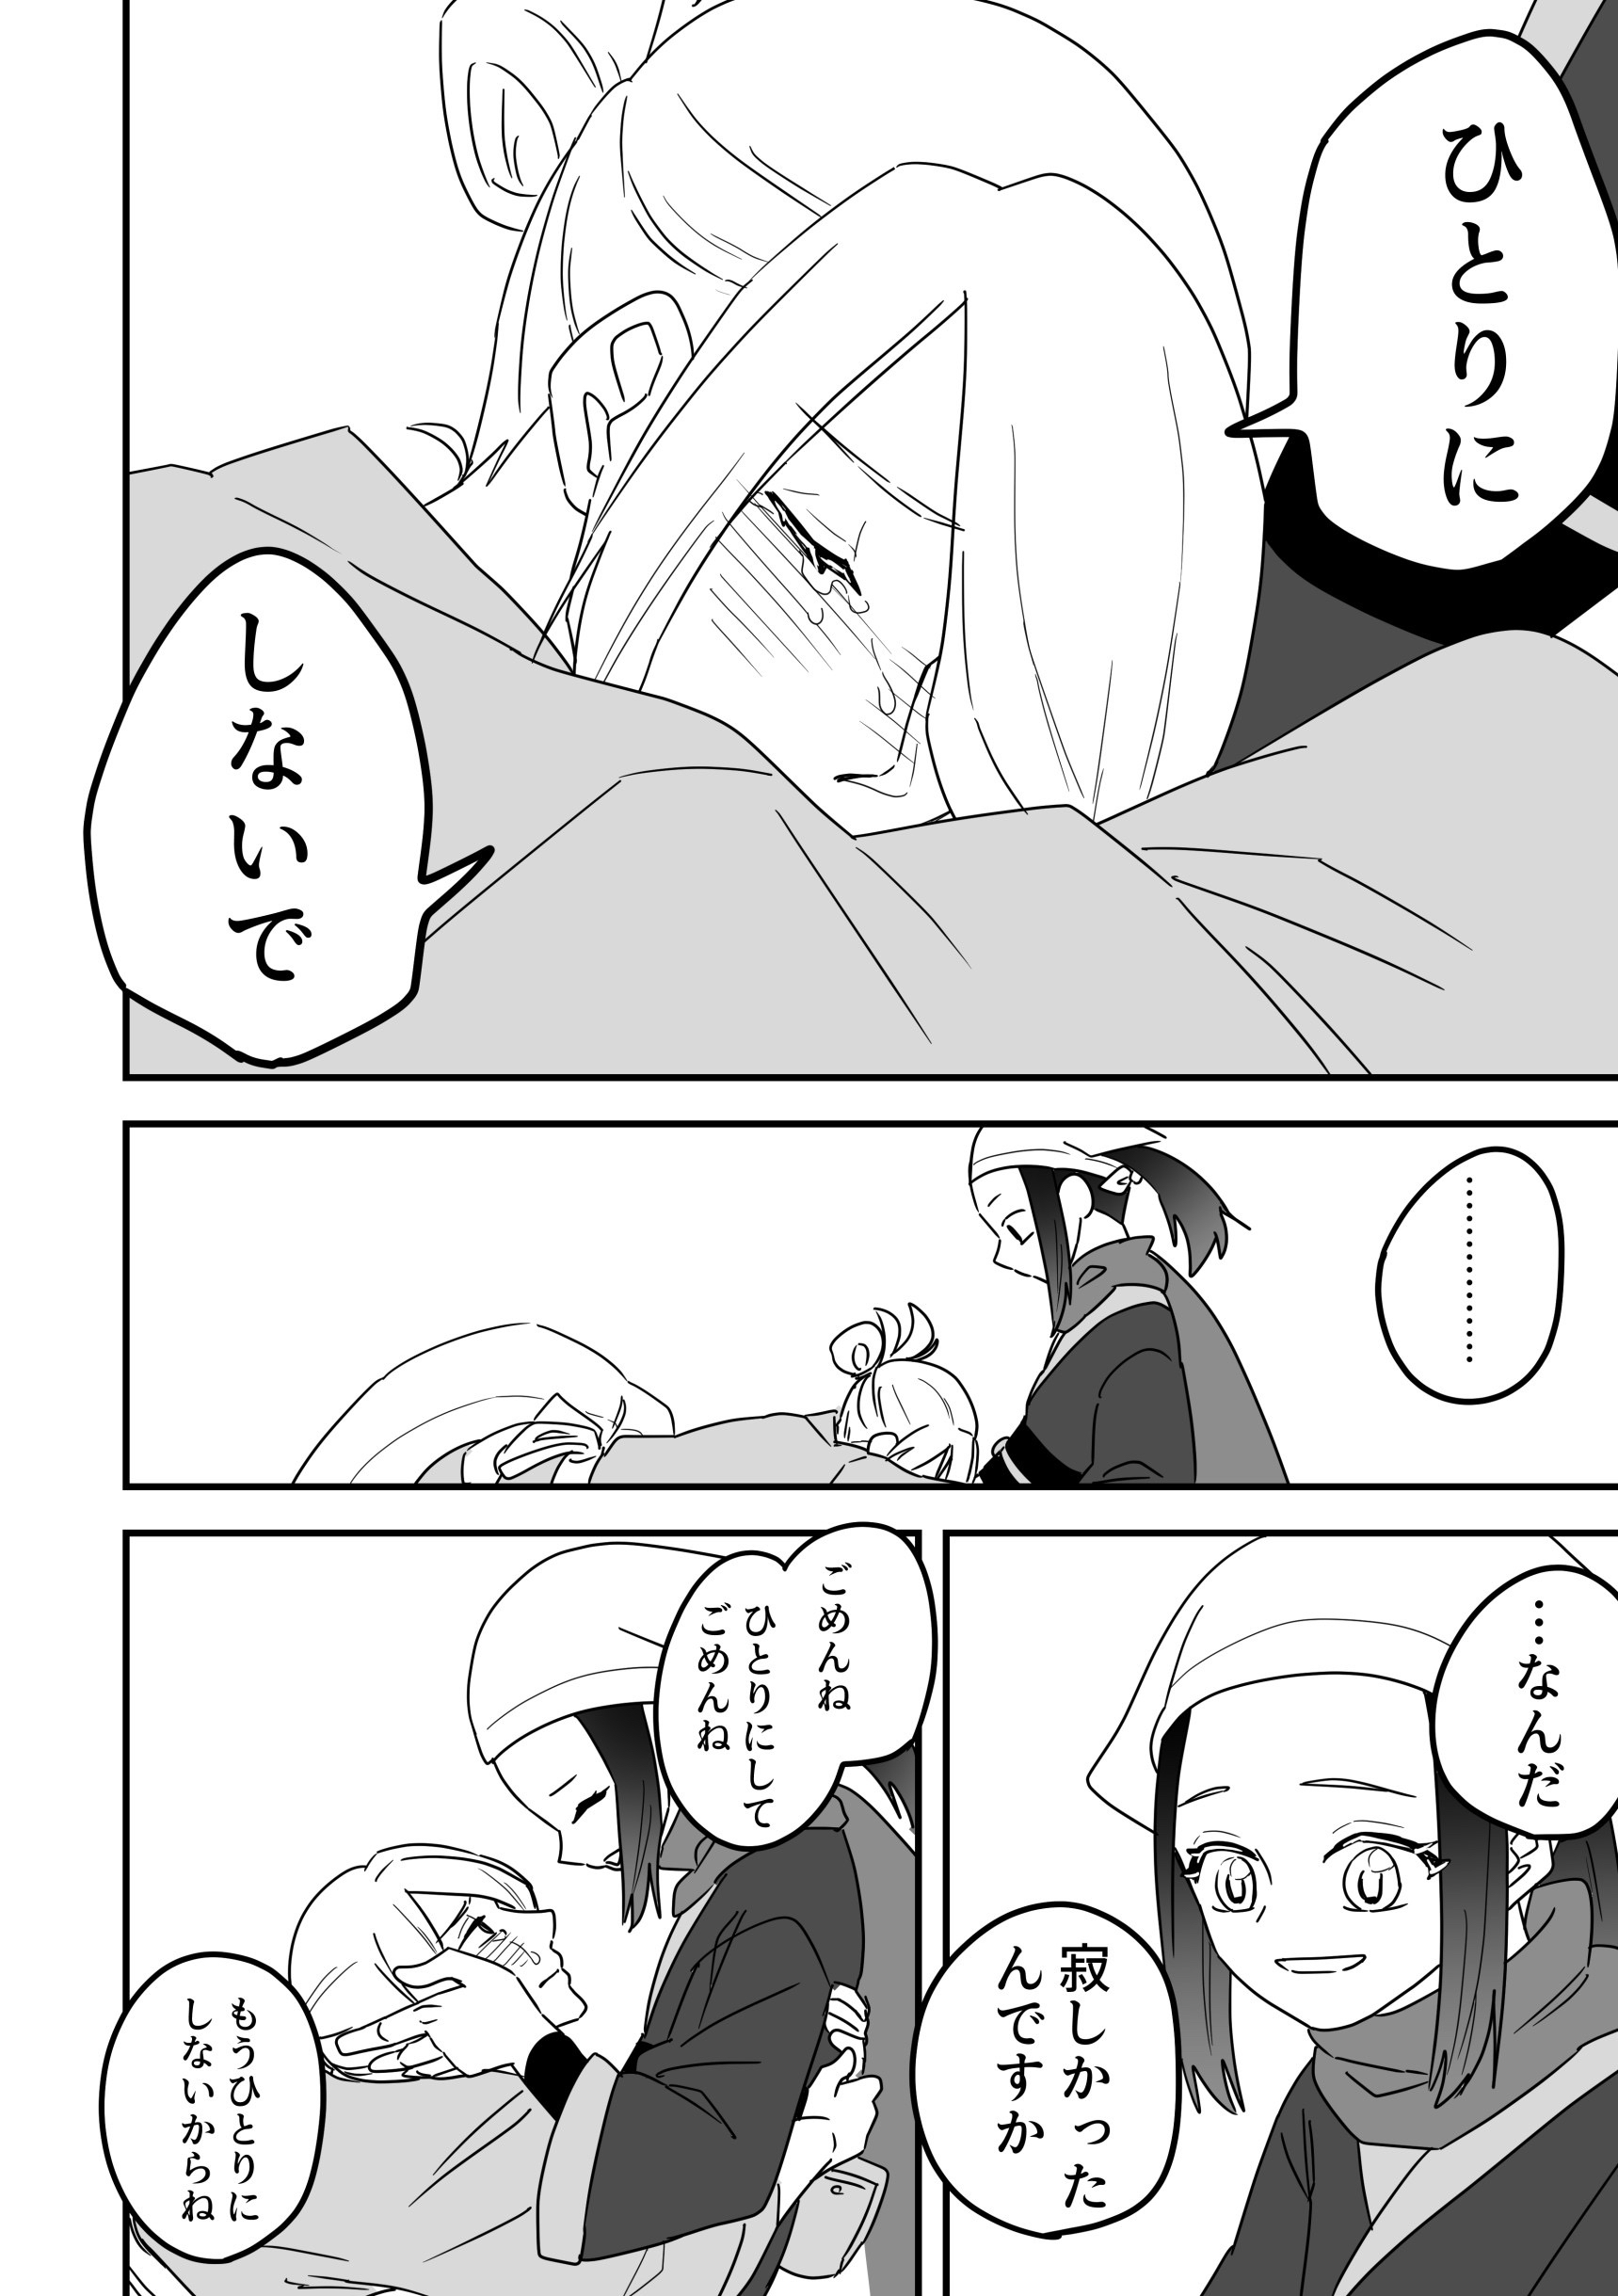 ひとりに
しないで
…………
…なんだ
寂しかった
んですか
ごめんね
ひとりにして
ごめんね
もうひとりに
しないからね